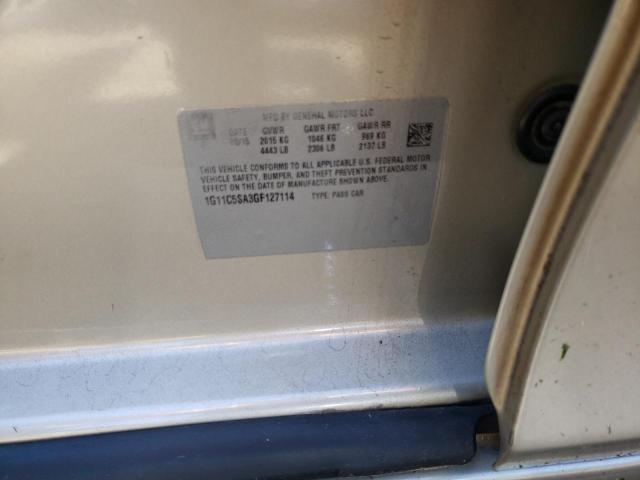 MFD BY GENERAL MOTORS LLC
DATE GVWR GAWR FRT GAWR RR
10/15 2015 KG 1046 KG 969 KG
4443 LB 2306 LB 2137 LB
THIS VEHICLE CONFORMS TO ALL APPLICABLE U.S. FEDERAL MOTOR
VEHICLE SAFETY, BUMPER, AND THEFT PREVENTION STANDARDS IN
EFFECT ON THE DATE OF MANUFACTURE SHOWN ABOVE.
1G11C5SA3GF127114 TYPE: PASS CAR